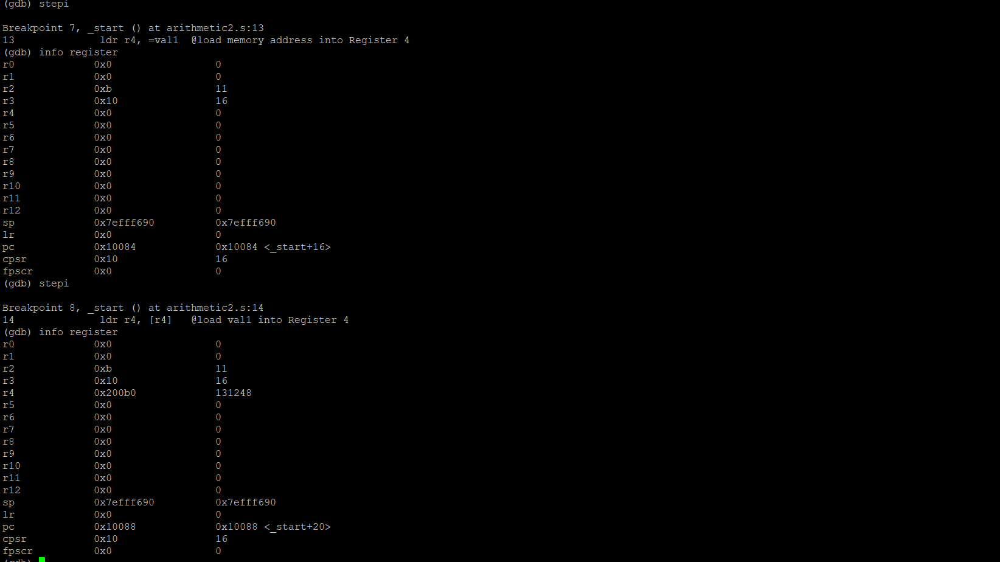 (gdb) stepi
Breakpoint 7, _start () at arithmetic2.s:13
13              ldr r4, =val1  @load memory address into Register 4
(gdb) info register
r0             0x0                 0
r1             0x0                 0
r2             0xb                 11
r3             0x10                16
r4             0x0                 0
r5             0x0                 0
r6             0x0                 0
r7             0x0                 0
r8             0x0                 0
r9             0x0                 0
r10            0x0                 0
r11            0x0                 0
r12            0x0                 0
sp             0x7efff690          0x7efff690
lr             0x0                 0
pc             0x10084             0x10084 <_start+16>
cpsr           0x10                16
fpscr          0x0                 0
(gdb) stepi
Breakpoint 8, _start () at arithmetic2.s:14
14              ldr r4, [r4]   @load val1 into Register 4
(gdb) info register
r0             0x0                 0
r1             0x0                 0
r2             0xb                 11
r3             0x10                16
r4             0x200b0             131248
r5             0x0                 0
r6             0x0                 0
r7             0x0                 0
r8             0x0                 0
r9             0x0                 0
r10            0x0                 0
r11            0x0                 0
r12            0x0                 0
sp             0x7efff690          0x7efff690
lr             0x0                 0
pc             0x10088             0x10088 <_start+20>
cpsr           0x10                16
fpscr          0x0                 0
(gdb)